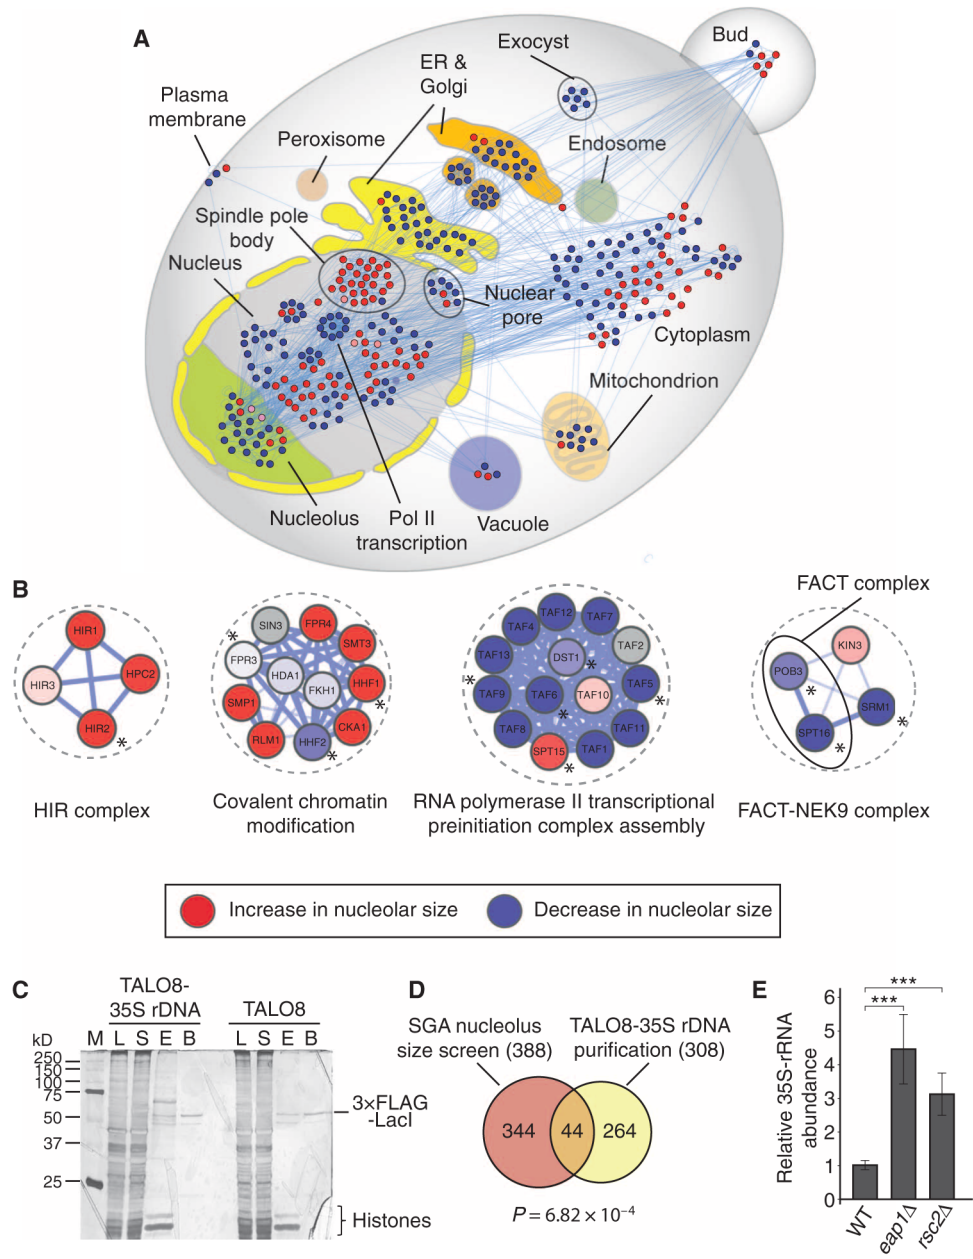 A
Bud
Exocyst
ER &
Golgi
Plasma
membrane
Peroxisome
Endosome
Spindle pole
body
Nucleus
Nuclear
pore
Cytoplasm
Mitochondrion
Nucleolus
Pol II
transcription
Vacuole
B
FACT complex
HIR1
HIR3
HPC2
HIR2
*
HIR complex
SIN3
FPR4
*
FPR3
SMT3
HDA1
FKH1
HHF1
*
SMP1
RLM1
HHF2
*
CKA1
Covalent chromatin
modification
TAF12
TAF4
TAF7
TAF13
DST1
*
TAF2
*
TAF9
TAF6
*
TAF10
TAF5
*
TAF8
SPT15
*
TAF1
TAF11
RNA polymerase II transcriptional
preinitiation complex assembly
KIN3
POB3
*
SRM1
*
SPT16
*
FACT-NEK9 complex
Increase in nucleolar size
Decrease in nucleolar size
C
TALO8-
35S rDNA
TALO8
kD
M L S E B L S E B
250
150
100
75
50
37
25
3×FLAG
-LacI
Histones
D
SGA nucleolus
size screen (388)
TALO8-35S rDNA
purification (308)
344
44
264
P = 6.82 × 10⁻⁴
E
Relative 35S-rRNA
abundance
6
5
4
3
2
1
0
***
***
WT
eap1Δ
rsc2Δ